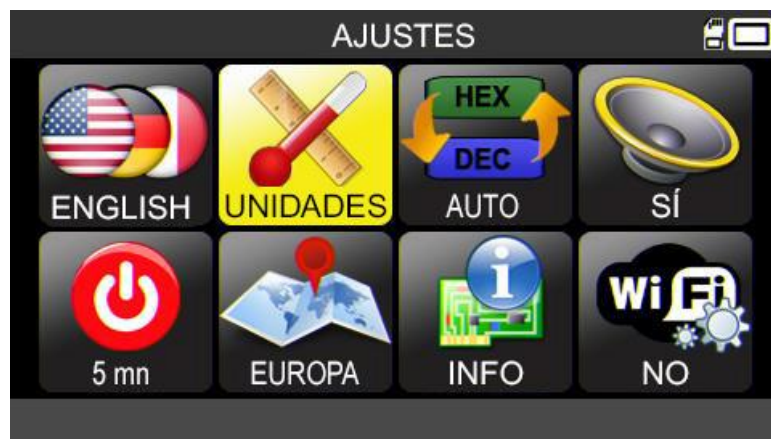 AJUSTES
HEX
DEC
ENGLISH
UNIDADES
AUTO
SÍ
i
Wi Fi
5 mn
EUROPA
INFO
NO